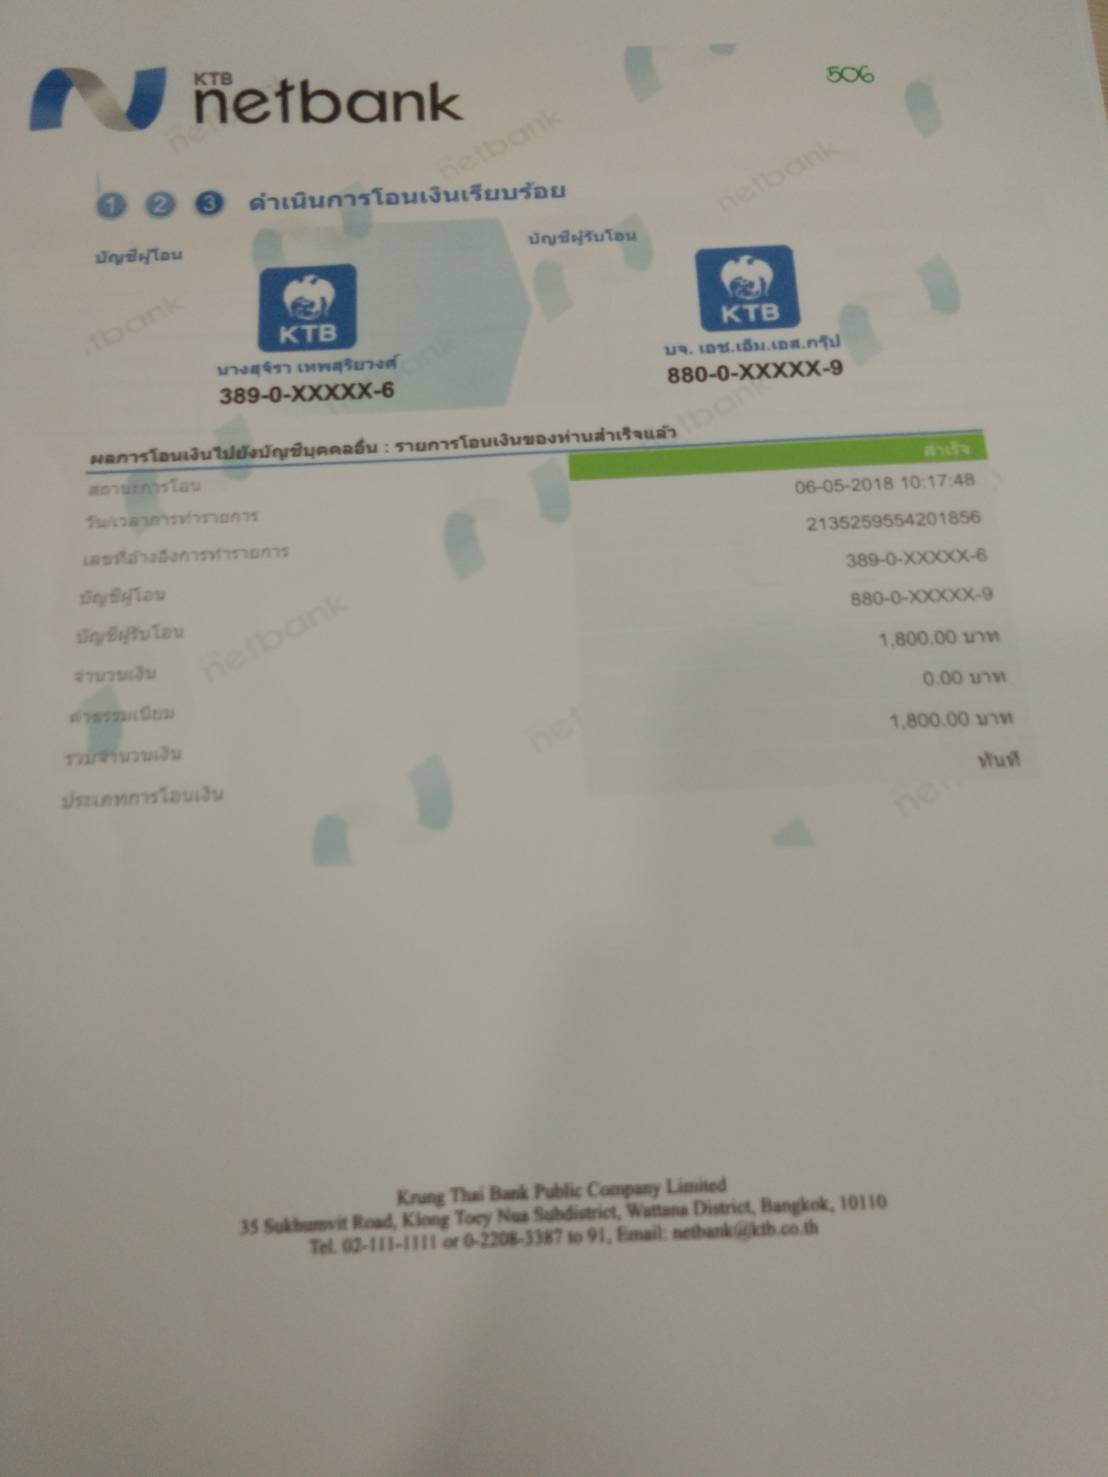 KTB
netbank
506
1 2 3 ดำเนินการโอนเงินเรียบร้อย
บัญชีผู้โอน
บัญชีผู้รับโอน
KTB
KTB
นางสุจิรา เทพสุริยวงศ์
389-0-XXXXX-6
บจ. เอช.เอ็ม.เอส.กรุ๊ป
880-0-XXXXX-9
ผลการโอนเงินไปยังบัญชีบุคคลอื่น : รายการโอนเงินของท่านสำเร็จแล้ว
สถานะการโอน สำเร็จ
วัน/เวลาการทำรายการ 06-05-2018 10:17:48
เลขที่อ้างอิงการทำรายการ 2135259554201856
บัญชีผู้โอน 389-0-XXXXX-6
บัญชีผู้รับโอน 880-0-XXXXX-9
จำนวนเงิน 1,800.00 บาท
ค่าธรรมเนียม 0.00 บาท
รวมจำนวนเงิน 1,800.00 บาท
ประเภทการโอนเงิน ทันที
Krung Thai Bank Public Company Limited
35 Sukhumvit Road, Klong Toey Nua Subdistrict, Wattana District, Bangkok, 10110
Tel. 02-111-1111 or 0-2208-3387 to 91, Email: netbank@ktb.co.th